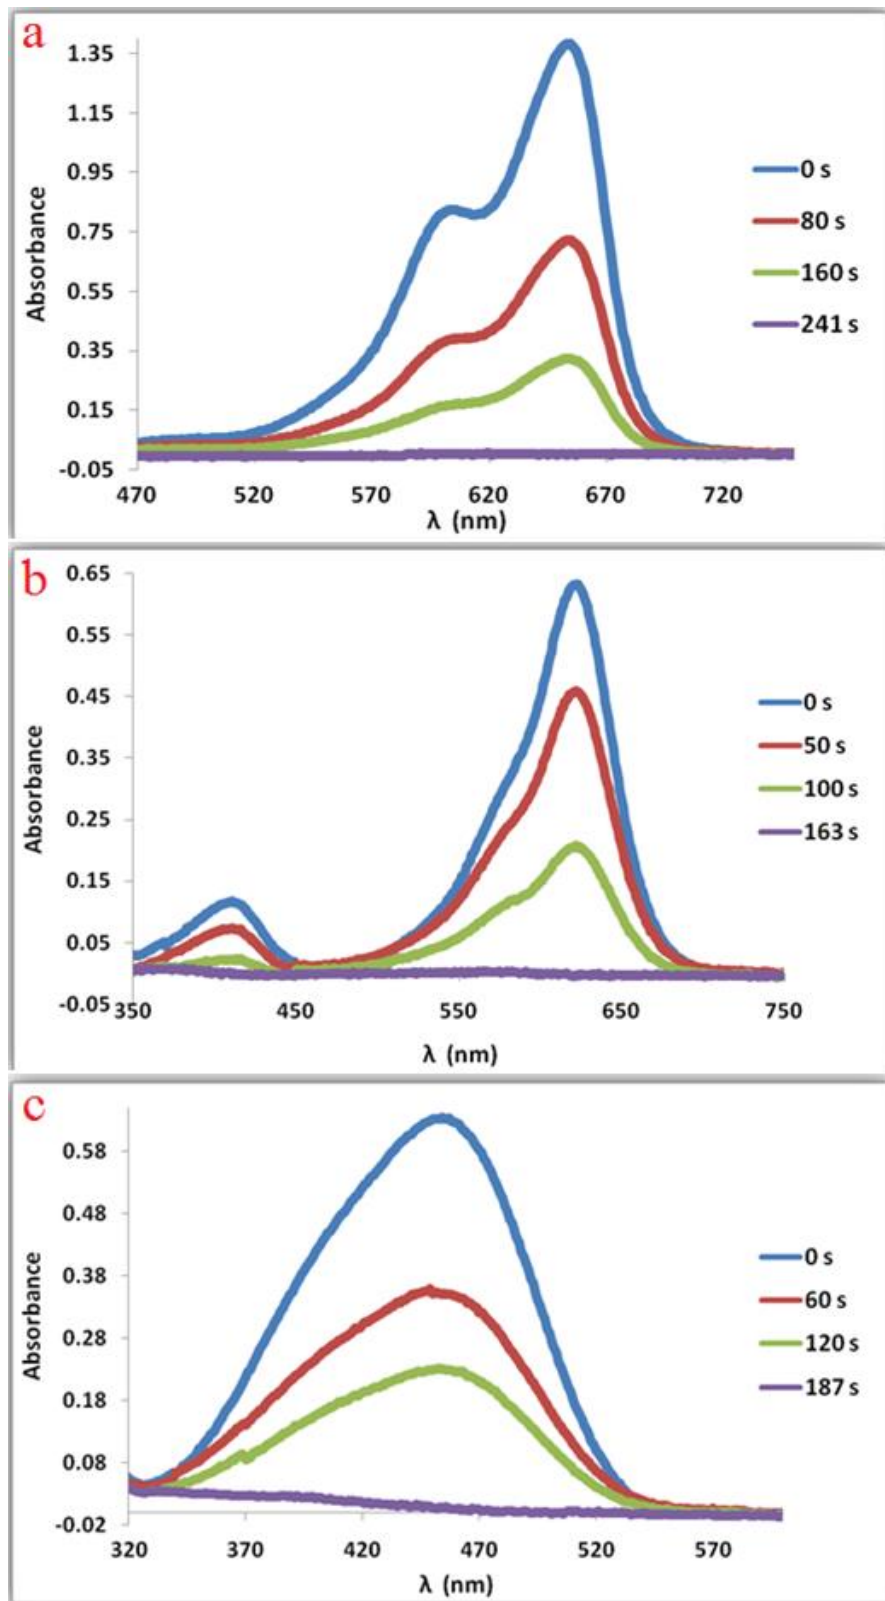 a
1.35
1.15
0.95
0.75
0.55
0.35
0.15
-0.05
Absorbance
470 520 570 620 670 720
λ (nm)
0 s
80 s
160 s
241 s
b
0.65
0.55
0.45
0.35
0.25
0.15
0.05
-0.05
Absorbance
350 450 550 650 750
λ (nm)
0 s
50 s
100 s
163 s
c
0.58
0.48
0.38
0.28
0.18
0.08
-0.02
Absorbance
320 370 420 470 520 570
λ (nm)
0 s
60 s
120 s
187 s